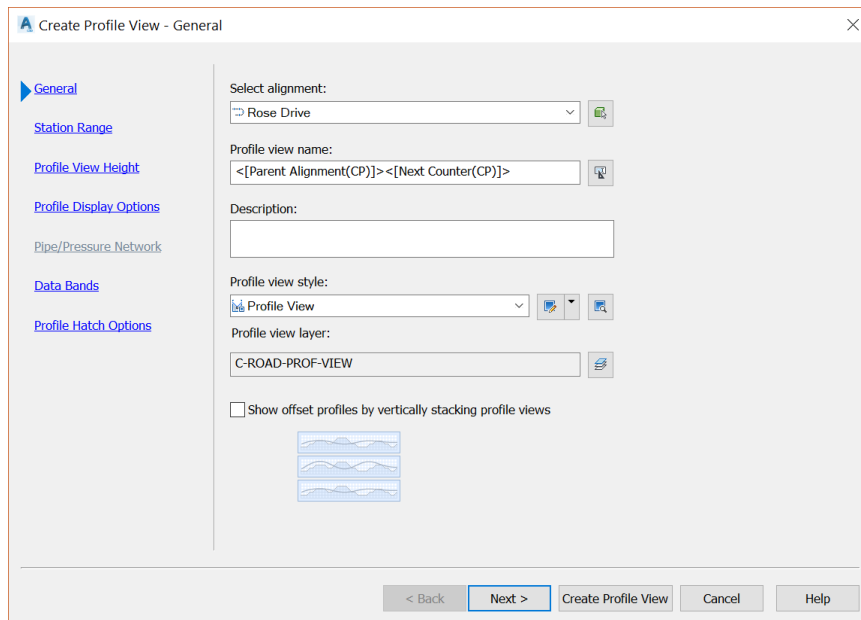 Create Profile View - General
General
Station Range
Profile View Height
Profile Display Options
Pipe/Pressure Network
Data Bands
Profile Hatch Options
Select alignment:
Rose Drive
Profile view name:
<[Parent Alignment(CP)]><[Next Counter(CP)]>
Description:
Profile view style:
Profile View
Profile view layer:
C-ROAD-PROF-VIEW
Show offset profiles by vertically stacking profile views
< Back Next > Create Profile View Cancel Help